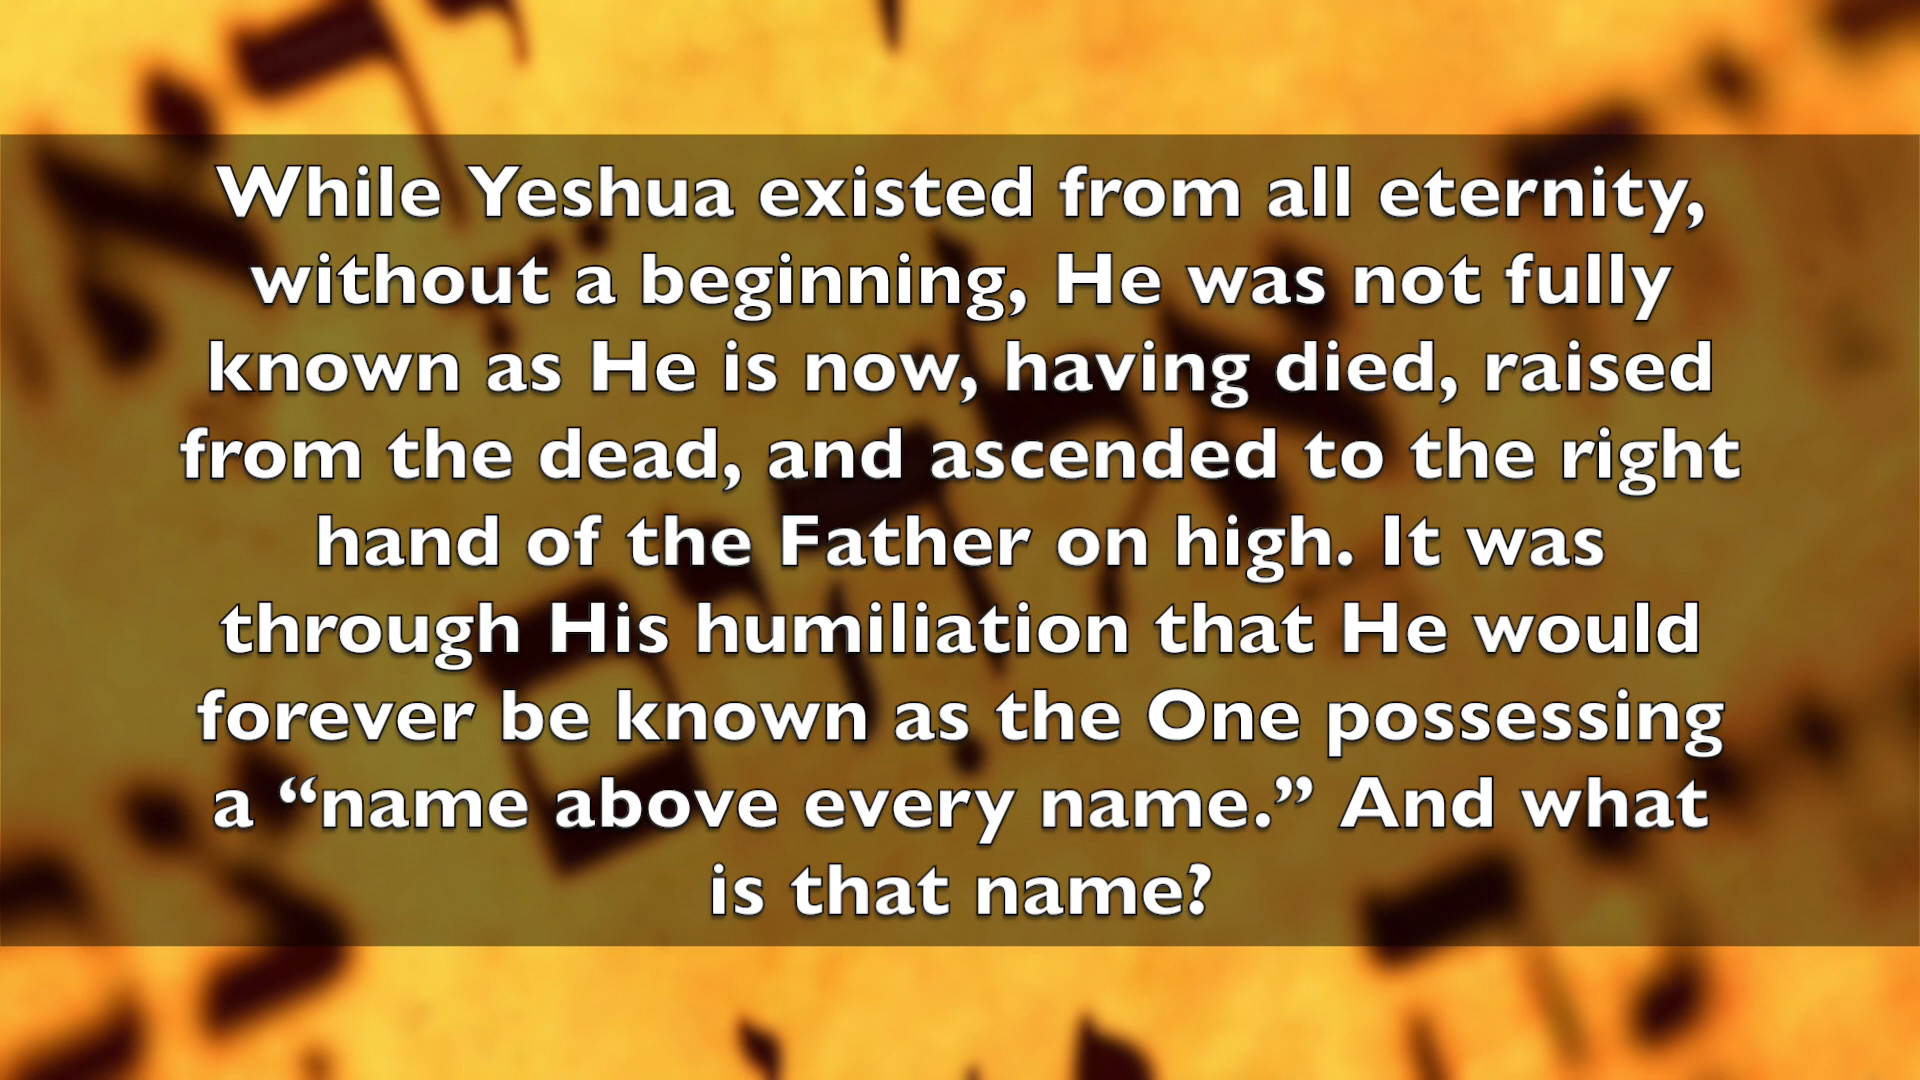 While Yeshua existed from all eternity,
without a beginning, He was not fully
known as He is now, having died, raised
from the dead, and ascended to the right
hand of the Father on high. It was
through His humiliation that He would
forever be known as the One possessing
a “name above every name.” And what
is that name?